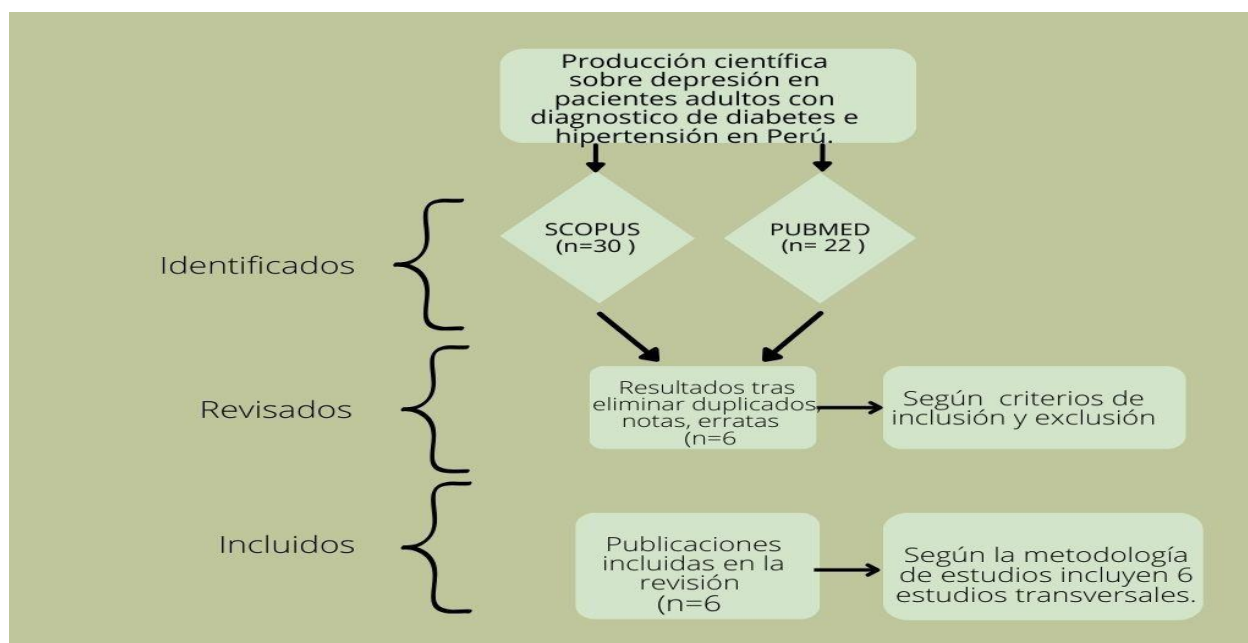 Producción científica
sobre depresión en
pacientes adultos con
diagnostico de diabetes e
hipertensión en Perú.
SCOPUS
(n=30 )
PUBMED
(n= 22 )
Identificados
Resultados tras
eliminar duplicados,
notas, erratas
(n=6
Según criterios de
inclusión y exclusión
Revisados
Publicaciones
incluidas en la
revisión
(n=6
Según la metodología
de estudios incluyen 6
estudios transversales.
Incluidos